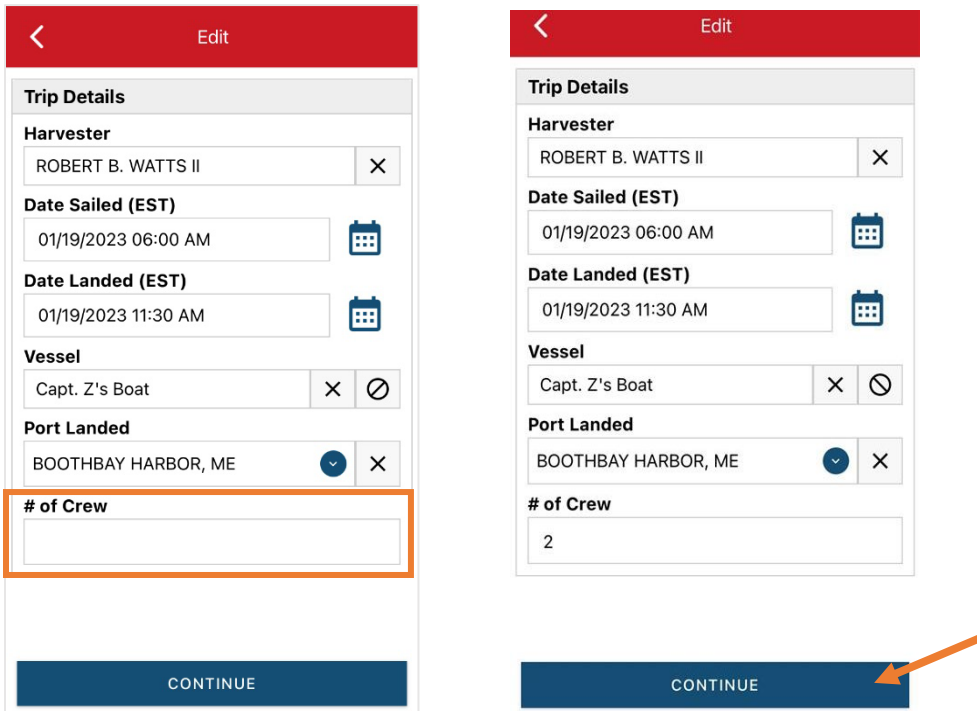 Edit
Trip Details
Harvester
ROBERT B. WATTS II
Date Sailed (EST)
01/19/2023 06:00 AM
Date Landed (EST)
01/19/2023 11:30 AM
Vessel
Capt. Z's Boat
Port Landed
BOOTHBAY HARBOR, ME
# of Crew
CONTINUE
Edit
Trip Details
Harvester
ROBERT B. WATTS II
Date Sailed (EST)
01/19/2023 06:00 AM
Date Landed (EST)
01/19/2023 11:30 AM
Vessel
Capt. Z's Boat
Port Landed
BOOTHBAY HARBOR, ME
# of Crew
2
CONTINUE